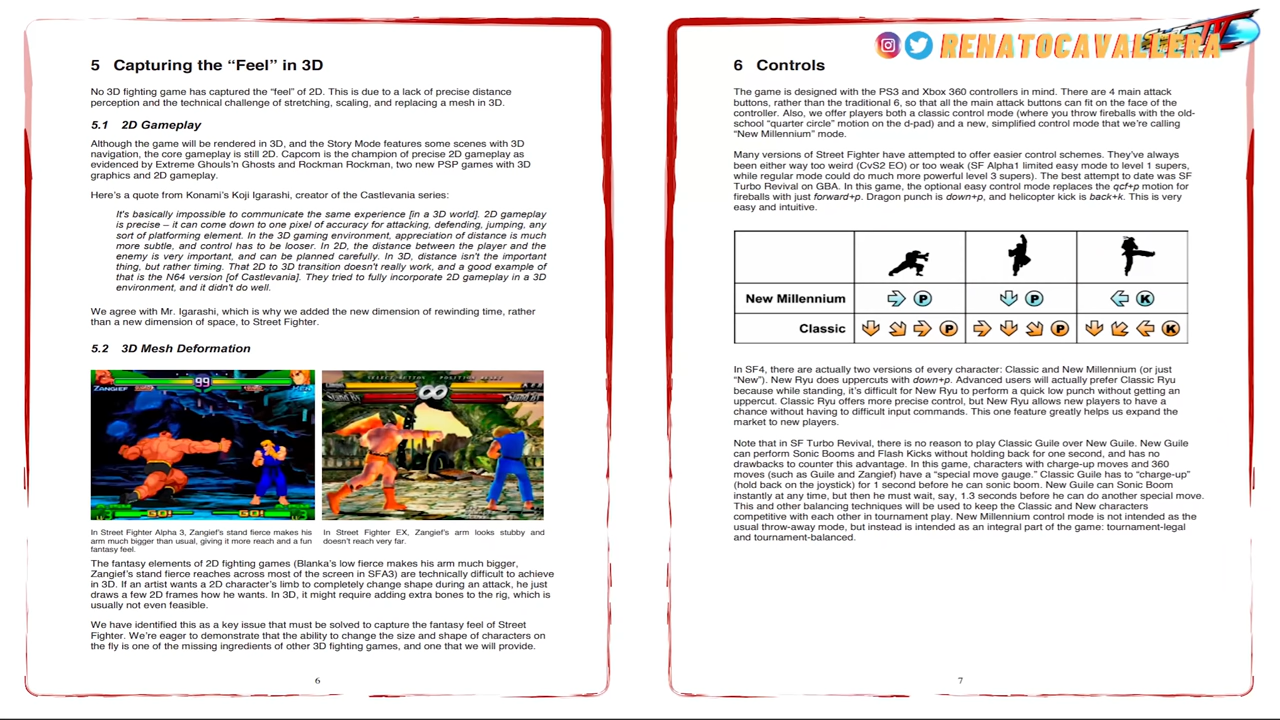 5 Capturing the “Feel” in 3D
No 3D fighting game has captured the “feel” of 2D. This is due to a lack of precise distance
perception and the technical challenge of stretching, scaling, and replacing a mesh in 3D.
5.1 2D Gameplay
Although the game will be rendered in 3D, and the Story Mode features some scenes with 3D
navigation, the core gameplay is still 2D. Capcom is the champion of precise 2D gameplay as
evidenced by Extreme Ghouls’n Ghosts and Rockman Rockman, two new PSP games with 3D
graphics and 2D gameplay.
Here’s a quote from Konami’s Koji Igarashi, creator of the Castlevania series:
It’s basically impossible to communicate the same experience [in a 3D world]. 2D gameplay
is precise – it can come down to one pixel of accuracy for attacking, defending, jumping, any
sort of platforming element. In the 3D gaming environment, appreciation of distance is much
more subtle, and control has to be looser. In 2D, the distance between the player and the
enemy is very important, and can be planned carefully. In 3D, distance isn’t the important
thing, but rather timing. That 2D to 3D transition doesn’t really work, and a good example of
that is the N64 version [of Castlevania]. They tried to fully incorporate 2D gameplay in a 3D
environment, and it didn’t do well.
We agree with Mr. Igarashi, which is why we added the new dimension of rewinding time, rather
than a new dimension of space, to Street Fighter.
5.2 3D Mesh Deformation
99
ZANGIEF
KEN
GO!
GO!
In Street Fighter Alpha 3, Zangief’s stand fierce makes his
arm much bigger than usual, giving it more reach and a fun
fantasy feel.
In Street Fighter EX, Zangief’s arm looks stubby and
doesn’t reach very far.
The fantasy elements of 2D fighting games (Blanka’s low fierce makes his arm much bigger,
Zangief’s stand fierce reaches across most of the screen in SFA3) are technically difficult to achieve
in 3D. If an artist wants a 2D character’s limb to completely change shape during an attack, he just
draws a few 2D frames how he wants. In 3D, it might require adding extra bones to the rig, which is
usually not even feasible.
We have identified this as a key issue that must be solved to capture the fantasy feel of Street
Fighter. We’re eager to demonstrate that the ability to change the size and shape of characters on
the fly is one of the missing ingredients of other 3D fighting games, and one that we will provide.
6
RENATOCAVALLERA
6 Controls
The game is designed with the PS3 and Xbox 360 controllers in mind. There are 4 main attack
buttons, rather than the traditional 6, so that all the main attack buttons can fit on the face of the
controller. Also, we offer players both a classic control mode (where you throw fireballs with the old-
school “quarter circle” motion on the d-pad) and a new, simplified control mode that we’re calling
“New Millennium” mode.
Many versions of Street Fighter have attempted to offer easier control schemes. They’ve always
been either way too weird (CvS2 EO) or too weak (SF Alpha1 limited easy mode to level 1 supers,
while regular mode could do much more powerful level 3 supers). The best attempt to date was SF
Turbo Revival on GBA. In this game, the optional easy control mode replaces the qcf+p motion for
fireballs with just forward+p. Dragon punch is down+p, and helicopter kick is back+k. This is very
easy and intuitive.
New Millennium P P K
Classic P P K
In SF4, there are actually two versions of every character: Classic and New Millennium (or just
“New”). New Ryu does uppercuts with down+p. Advanced users will actually prefer Classic Ryu
because while standing, it’s difficult for New Ryu to perform a quick low punch without getting an
uppercut. Classic Ryu offers more precise control, but New Ryu allows new players to have a
chance without having to difficult input commands. This one feature greatly helps us expand the
market to new players.
Note that in SF Turbo Revival, there is no reason to play Classic Guile over New Guile. New Guile
can perform Sonic Booms and Flash Kicks without holding back for one second, and has no
drawbacks to counter this advantage. In this game, characters with charge-up moves and 360
moves (such as Guile and Zangief) have a “special move gauge.” Classic Guile has to “charge-up”
(hold back on the joystick) for 1 second before he can sonic boom. New Guile can Sonic Boom
instantly at any time, but then he must wait, say, 1.3 seconds before he can do another special move.
This and other balancing techniques will be used to keep the Classic and New characters
competitive with each other in tournament play. New Millennium control mode is not intended as the
usual throw-away mode, but instead is intended as an integral part of the game: tournament-legal
and tournament-balanced.
7